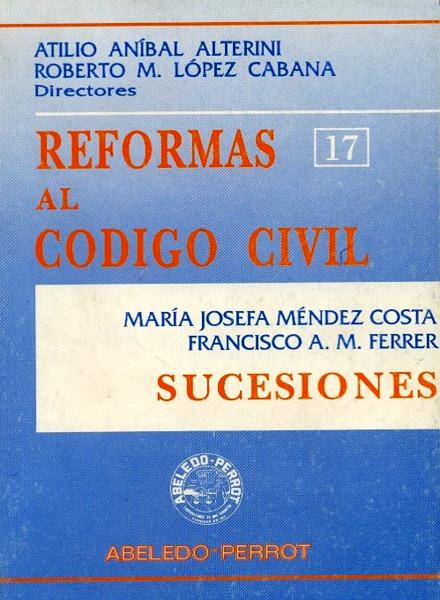 ATILIO ANÍBAL ALTERINI
ROBERTO M. LÓPEZ CABANA
Directores
REFORMAS 17
AL
CODIGO CIVIL
MARÍA JOSEFA MÉNDEZ COSTA
FRANCISCO A. M. FERRER
SUCESIONES
ABELEDO-PERROT
ABELEDO-PERROT